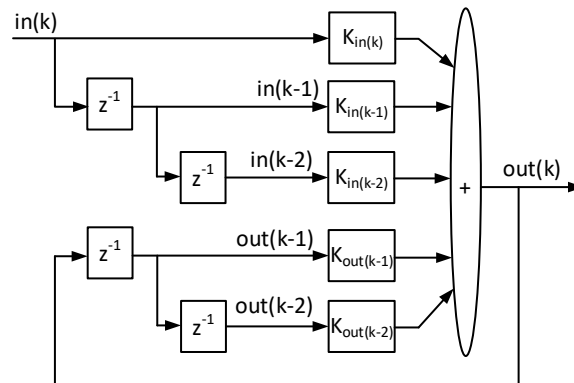 in(k)
K_in(k)
z⁻¹
in(k-1)
K_in(k-1)
z⁻¹
in(k-2)
K_in(k-2)
+
out(k)
z⁻¹
out(k-1)
K_out(k-1)
z⁻¹
out(k-2)
K_out(k-2)